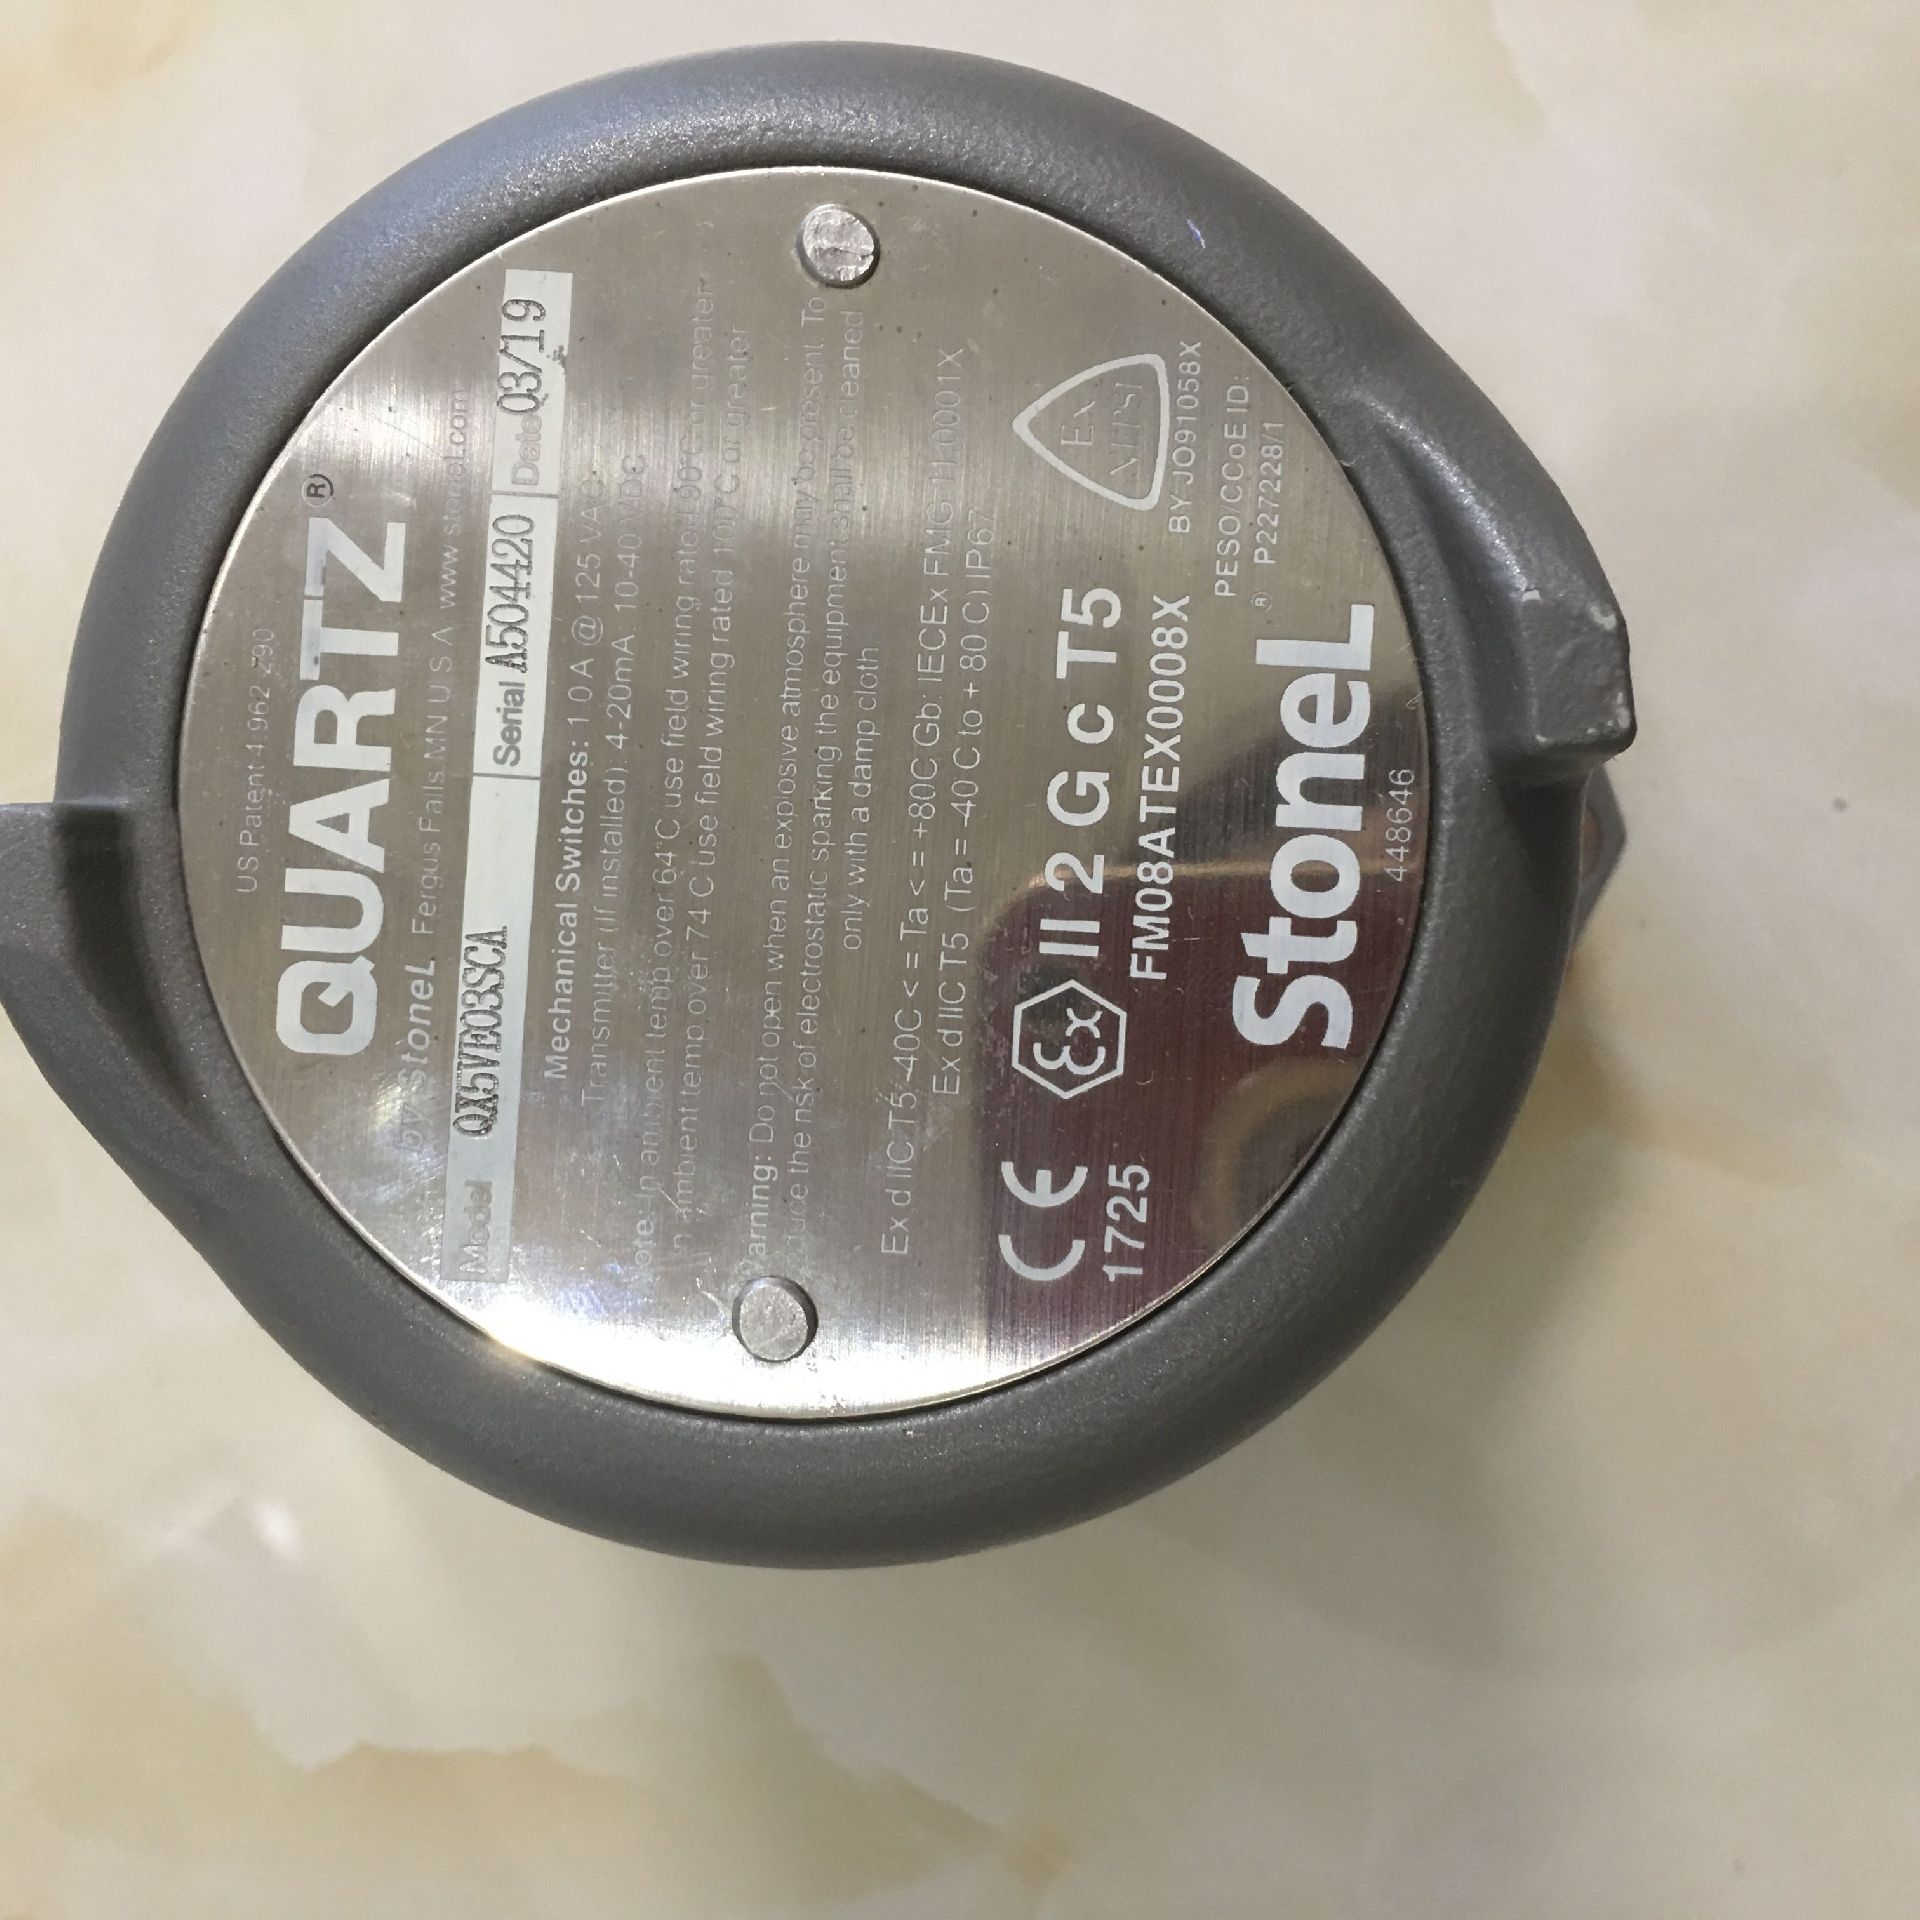 US Patent 4 962 290
QUARTZ®
by StoneL Fergus Falls MN U S A www stonel.com
Model QX5VE03SCA Serial A504420 Date 03/19
Mechanical Switches: 1 0 A @ 125 VAC
Transmitter (If installed) 4-20mA 10-40 VDC
Note: In ambient temp over 64°C use field wiring rated 90°C or greater
In ambient temp over 74 C use field wiring rated 100°C or greater
Warning: Do not open when an explosive atmosphere may be present To
reduce the risk of electrostatic sparking the equipment shall be cleaned
only with a damp cloth
Ex d IIC T5 -40C < = Ta < = +80C Gb: IECEx FMG 11.0001X
Ex d IIC T5 (Ta = -40 C to + 80 C) IP67
CE Ex II 2 G c T5
1725 FM08ATEX0008X
Ex
NEPSI
BY JO91058X
PESO/CCoE ID:
P227228/1
StoneL®
448646